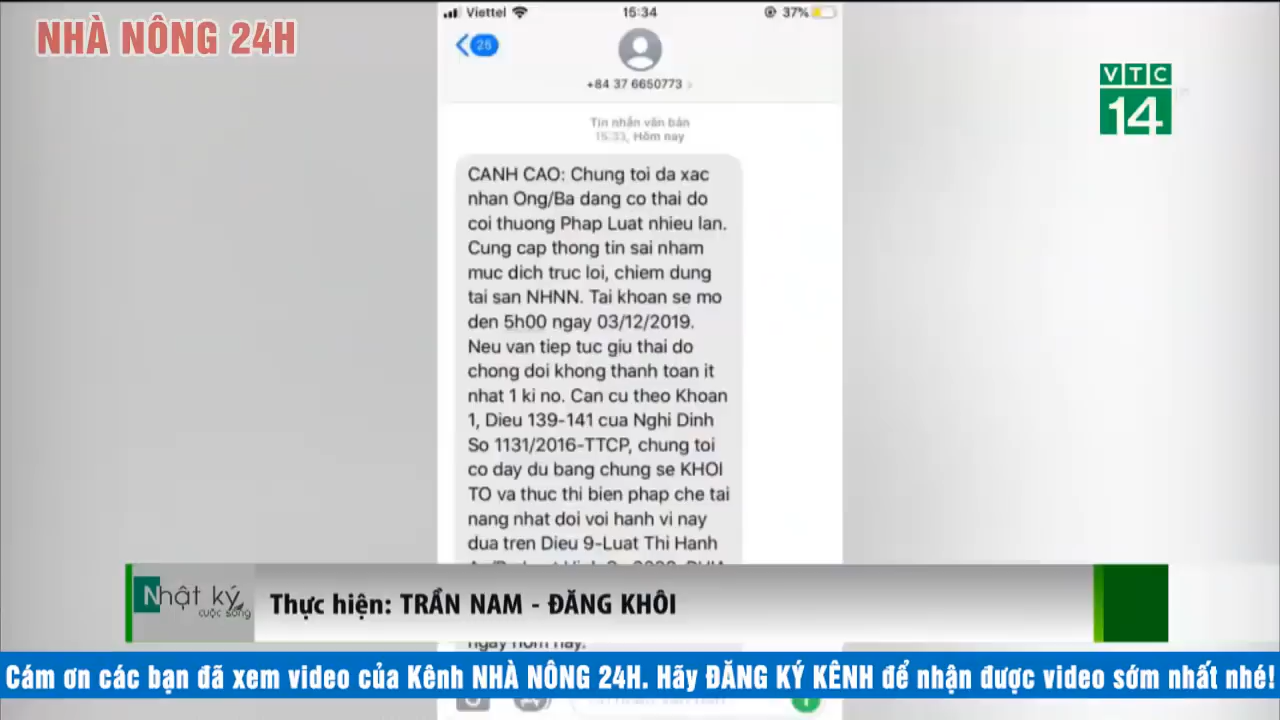 NHÀ NÔNG 24H
Viettel
15:34
37%
26
+84 37 6650773
VTC
14
Tin nhắn văn bản
15:33, Hôm nay
CANH CAO: Chung toi da xac
nhan Ong/Ba dang co thai do
coi thuong Phap Luat nhieu lan.
Cung cap thong tin sai nham
muc dich truc loi, chiem dung
tai san NHNN. Tai khoan se mo
den 5h00 ngay 03/12/2019.
Neu van tiep tuc giu thai do
chong doi khong thanh toan it
nhat 1 ki no. Can cu theo Khoan
1, Dieu 139-141 cua Nghi Dinh
So 1131/2016-TTCP, chung toi
co day du bang chung se KHOI
TO va thuc thi bien phap che tai
nang nhat doi voi hanh vi nay
dua tren Dieu 9-Luat Thi Hanh
Nhật ký
cuộc sống
Thực hiện: TRẦN NAM - ĐĂNG KHÔI
ngay hom nay.
Cám ơn các bạn đã xem video của Kênh NHÀ NÔNG 24H. Hãy ĐĂNG KÝ KÊNH để nhận được video sớm nhất nhé!